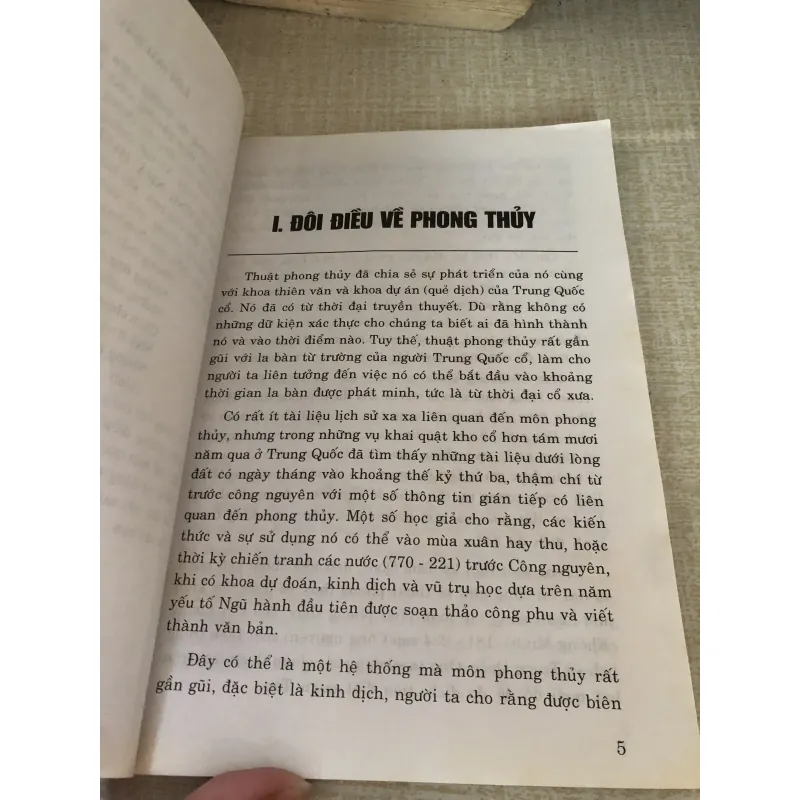 I. ĐÔI ĐIỀU VỀ PHONG THỦY
Thuật phong thủy đã chia sẻ sự phát triển của nó cùng
với khoa thiên văn và khoa dự án (quẻ dịch) của Trung Quốc
cổ. Nó đã có từ thời đại truyền thuyết. Dù rằng không có
những dữ kiện xác thực cho chúng ta biết ai đã hình thành
nó và vào thời điểm nào. Tuy thế, thuật phong thủy rất gần
gũi với la bàn từ trường của người Trung Quốc cổ, làm cho
người ta liên tưởng đến việc nó có thể bắt đầu vào khoảng
thời gian la bàn được phát minh, tức là từ thời đại cổ xưa.
Có rất ít tài liệu lịch sử xa xa liên quan đến môn phong
thủy, nhưng trong những vụ khai quật kho cổ hơn tám mươi
năm qua ở Trung Quốc đã tìm thấy những tài liệu dưới lòng
đất có ngày tháng vào khoảng thế kỷ thứ ba, thậm chí từ
trước công nguyên với một số thông tin gián tiếp có liên
quan đến phong thủy. Một số học giả cho rằng, các kiến
thức và sự sử dụng nó có thể vào mùa xuân hay thu, hoặc
thời kỳ chiến tranh các nước (770 - 221) trước Công nguyên,
khi có khoa dự đoán, kinh dịch và vũ trụ học dựa trên năm
yếu tố Ngũ hành đầu tiên được soạn thảo công phu và viết
thành văn bản.
Đây có thể là một hệ thống mà môn phong thủy rất
gần gũi, đặc biệt là kinh dịch, người ta cho rằng được biên
5